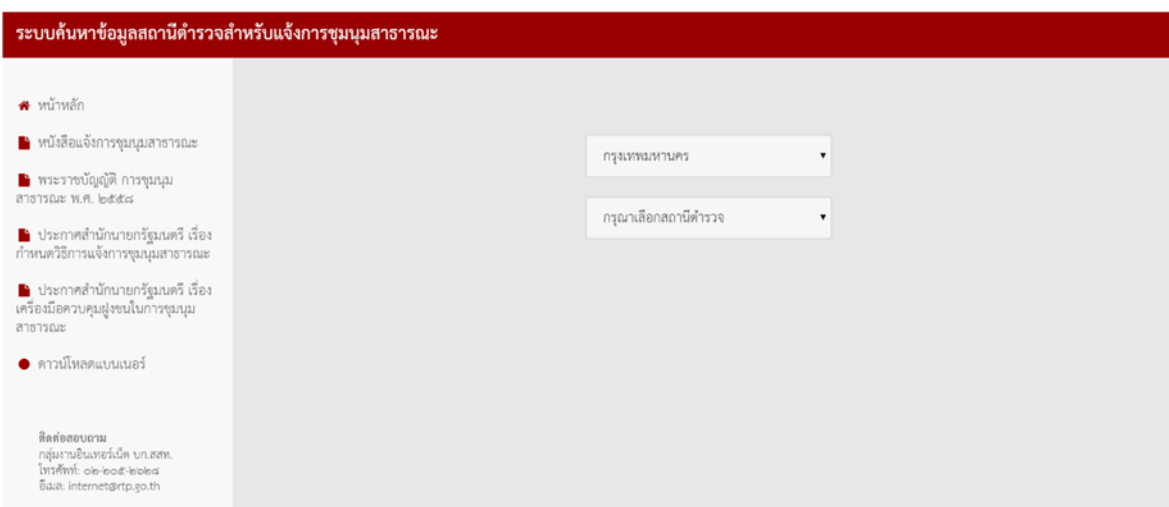 ระบบค้นหาข้อมูลสถานีตำรวจสำหรับแจ้งการชุมนุมสาธารณะ
หน้าหลัก
หนังสือแจ้งการชุมนุมสาธารณะ
พระราชบัญญัติ การชุมนุม
สาธารณะ พ.ศ. ๒๕๕๘
ประกาศสำนักนายกรัฐมนตรี เรื่อง
กำหนดวิธีการแจ้งการชุมนุมสาธารณะ
ประกาศสำนักนายกรัฐมนตรี เรื่อง
เครื่องมือควบคุมฝูงชนในการชุมนุม
สาธารณะ
ดาวน์โหลดแบนเนอร์
ติดต่อสอบถาม
กลุ่มงานอินเทอร์เน็ต บก.สสท.
โทรศัพท์: ๐๒-๒๐๕-๒๖๒๘
อีเมล: internet@rtp.go.th
กรุงเทพมหานคร
กรุณาเลือกสถานีตำรวจ